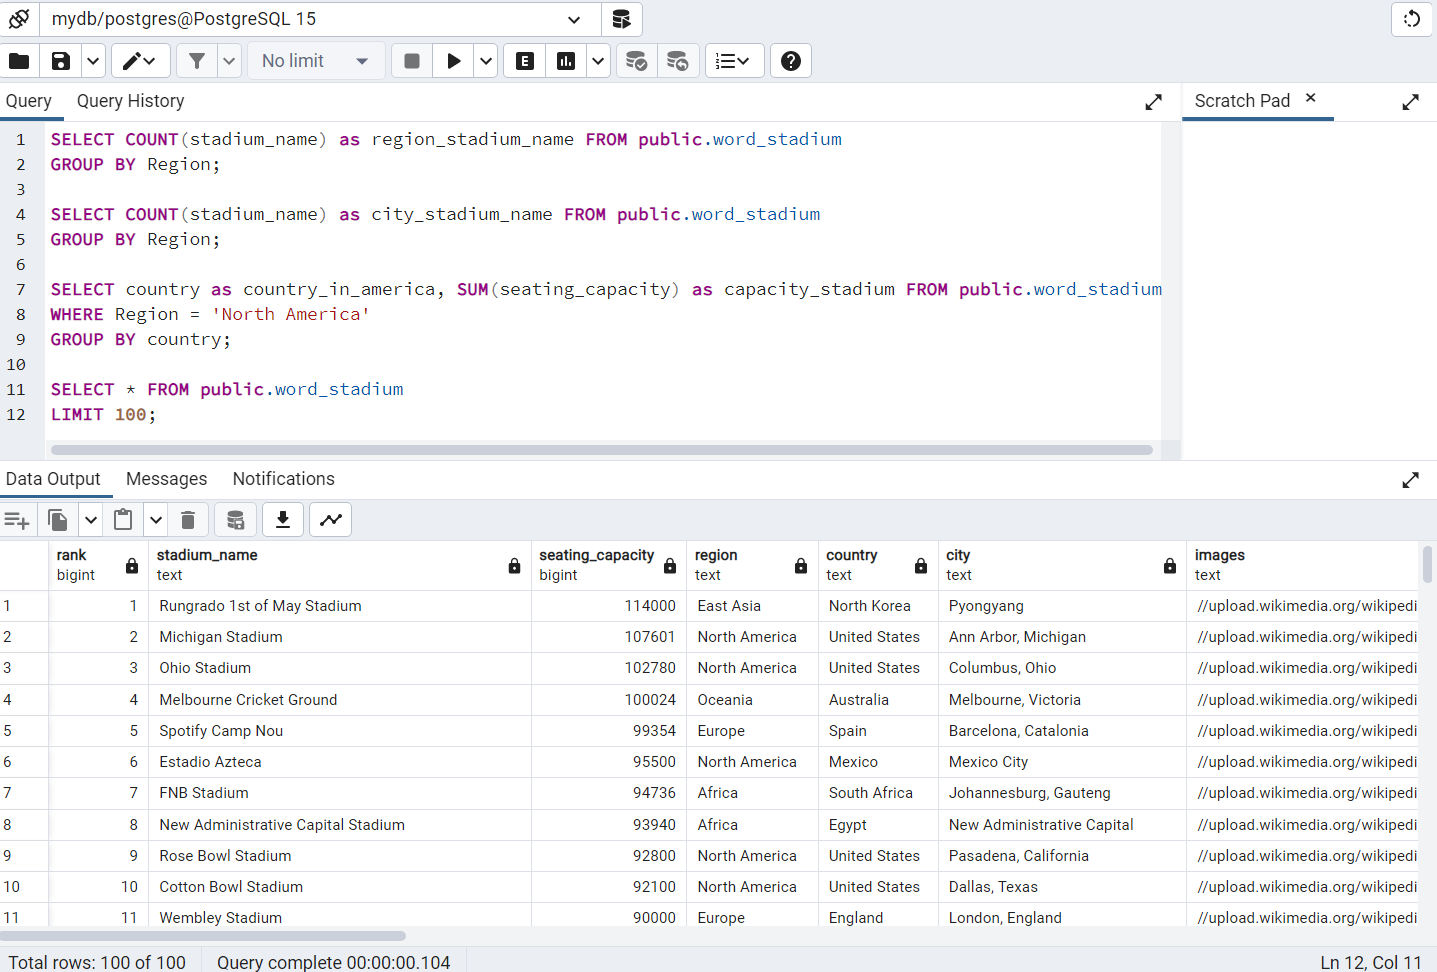 mydb/postgres@PostgreSQL 15
No limit
E
Query Query History
Scratch Pad
1 SELECT COUNT(stadium_name) as region_stadium_name FROM public.word_stadium
2 GROUP BY Region;
3
4 SELECT COUNT(stadium_name) as city_stadium_name FROM public.word_stadium
5 GROUP BY Region;
6
7 SELECT country as country_in_america, SUM(seating_capacity) as capacity_stadium FROM public.word_stadium
8 WHERE Region = 'North America'
9 GROUP BY country;
10
11 SELECT * FROM public.word_stadium
12 LIMIT 100;
Data Output Messages Notifications
rank stadium_name seating_capacity region country city images
bigint text bigint text text text text
1 1 Rungrado 1st of May Stadium 114000 East Asia North Korea Pyongyang //upload.wikimedia.org/wikipedi
2 2 Michigan Stadium 107601 North America United States Ann Arbor, Michigan //upload.wikimedia.org/wikipedi
3 3 Ohio Stadium 102780 North America United States Columbus, Ohio //upload.wikimedia.org/wikipedi
4 4 Melbourne Cricket Ground 100024 Oceania Australia Melbourne, Victoria //upload.wikimedia.org/wikipedi
5 5 Spotify Camp Nou 99354 Europe Spain Barcelona, Catalonia //upload.wikimedia.org/wikipedi
6 6 Estadio Azteca 95500 North America Mexico Mexico City //upload.wikimedia.org/wikipedi
7 7 FNB Stadium 94736 Africa South Africa Johannesburg, Gauteng //upload.wikimedia.org/wikipedi
8 8 New Administrative Capital Stadium 93940 Africa Egypt New Administrative Capital //upload.wikimedia.org/wikipedi
9 9 Rose Bowl Stadium 92800 North America United States Pasadena, California //upload.wikimedia.org/wikipedi
10 10 Cotton Bowl Stadium 92100 North America United States Dallas, Texas //upload.wikimedia.org/wikipedi
11 11 Wembley Stadium 90000 Europe England London, England //upload.wikimedia.org/wikipedi
Total rows: 100 of 100 Query complete 00:00:00.104 Ln 12, Col 11